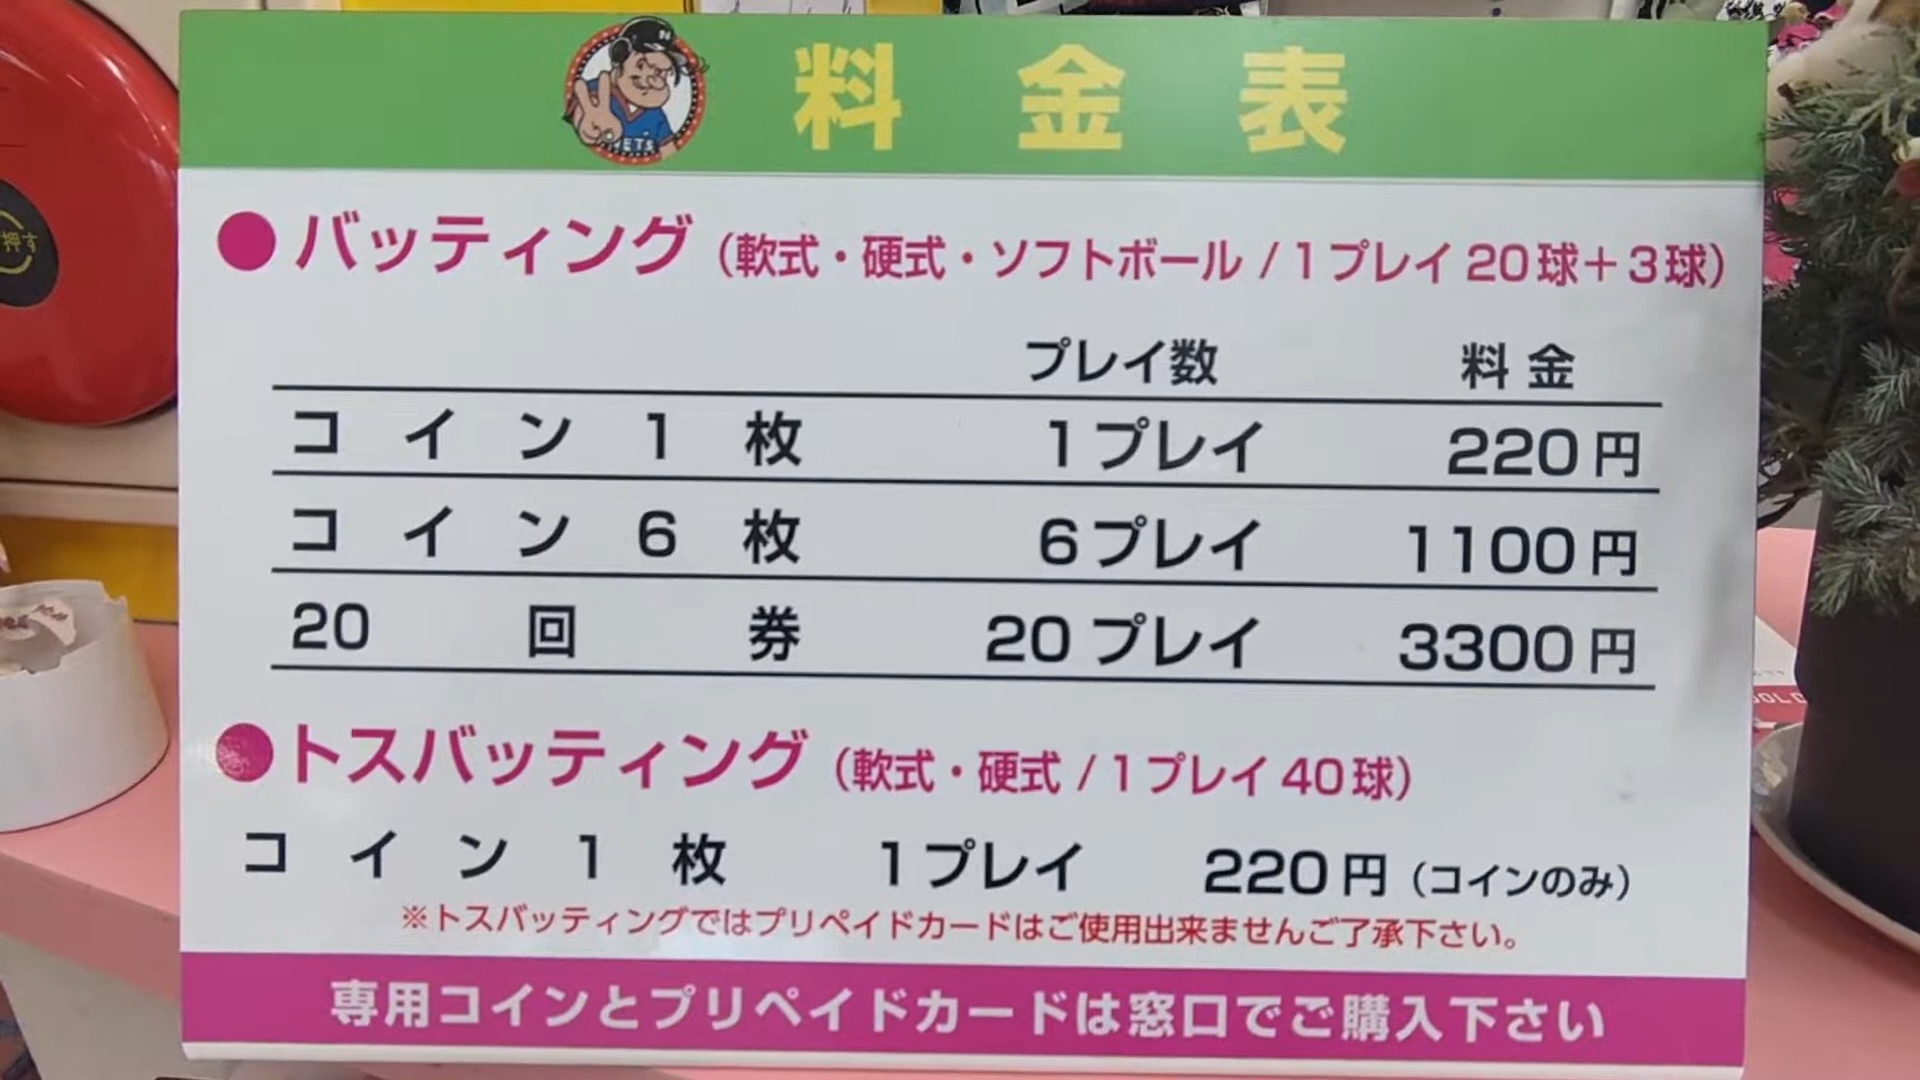 料金表
●バッティング（軟式・硬式・ソフトボール / 1プレイ 20球＋3球）
プレイ数 料金
コイン1枚 1プレイ 220円
コイン6枚 6プレイ 1100円
20回券 20プレイ 3300円
●トスバッティング（軟式・硬式 / 1プレイ 40球）
コイン1枚 1プレイ 220円（コインのみ）
※トスバッティングではプリペイドカードはご使用出来ませんご了承下さい。
専用コインとプリペイドカードは窓口でご購入下さい
押す